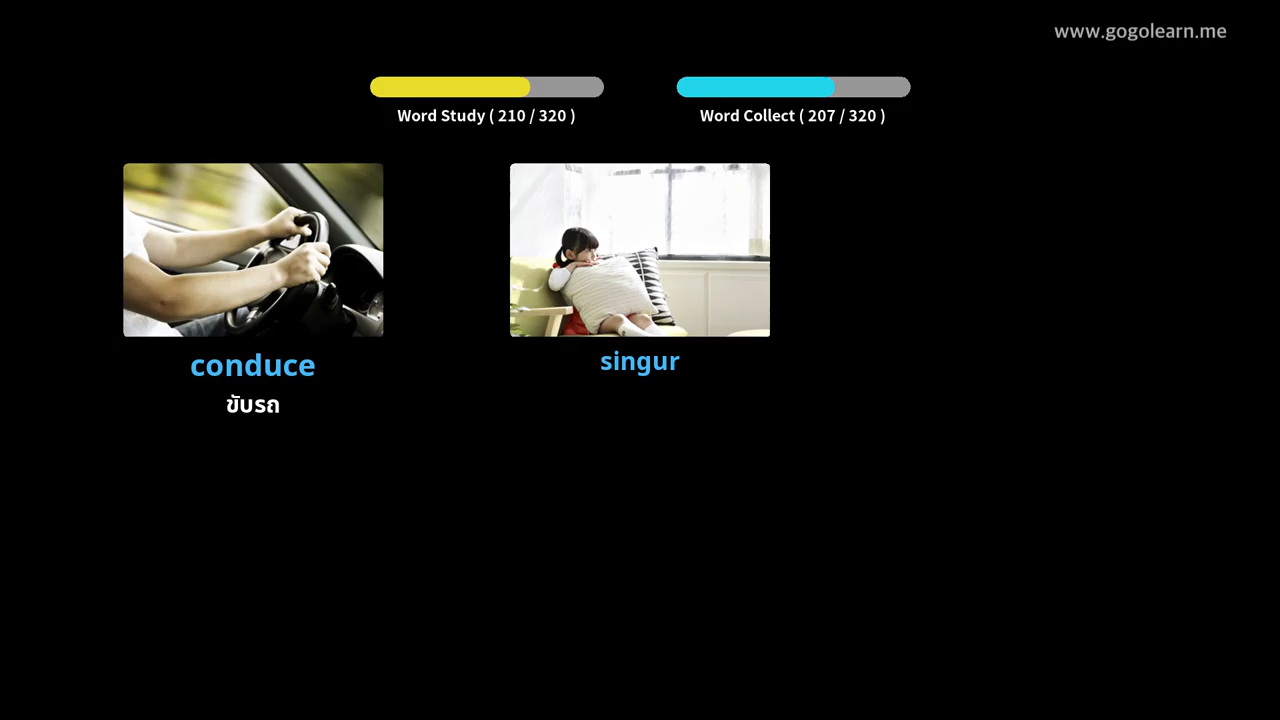 www.gogolearn.me
Word Study ( 210 / 320 )
Word Collect ( 207 / 320 )
conduce
ขับรถ
singur